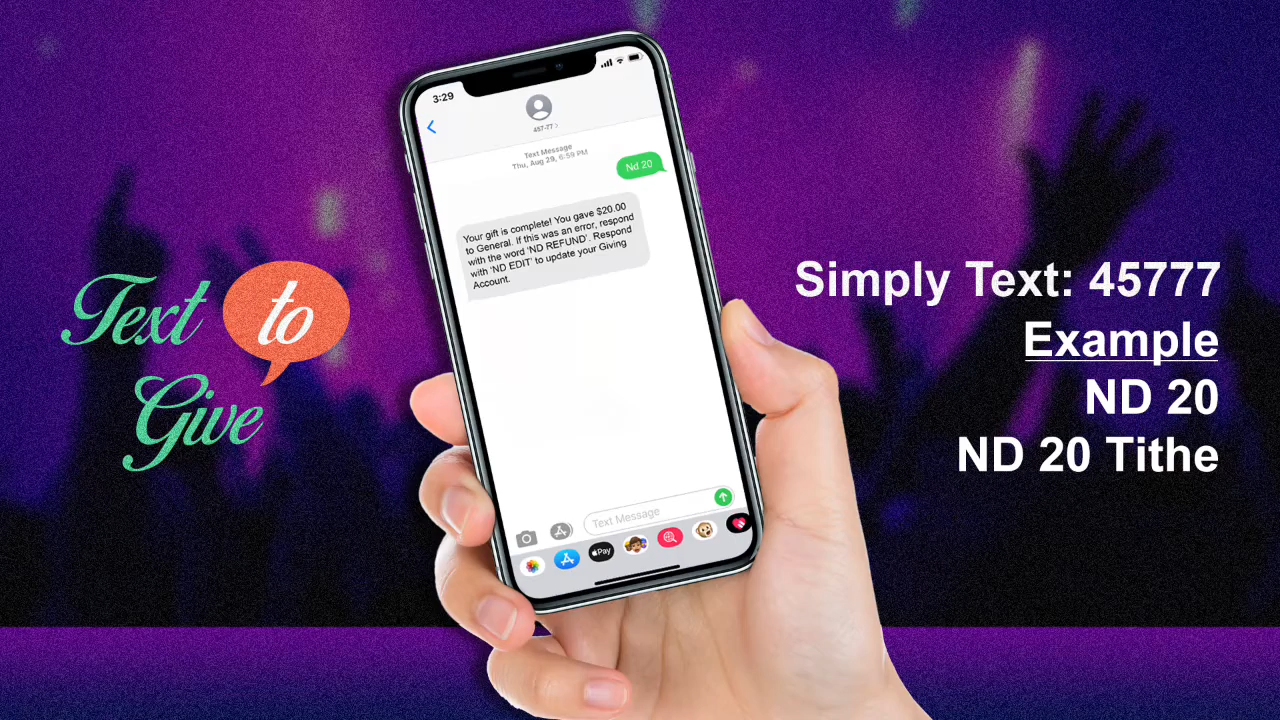 Text to
Give
3:29
457-77 >
Text Message
Thu, Aug 29, 6:59 PM
Nd 20
Your gift is complete! You gave $20.00
to General. If this was an error, respond
with the word 'ND REFUND'. Respond
with 'ND EDIT' to update your Giving
Account.
Text Message
Pay
Simply Text: 45777
Example
ND 20
ND 20 Tithe